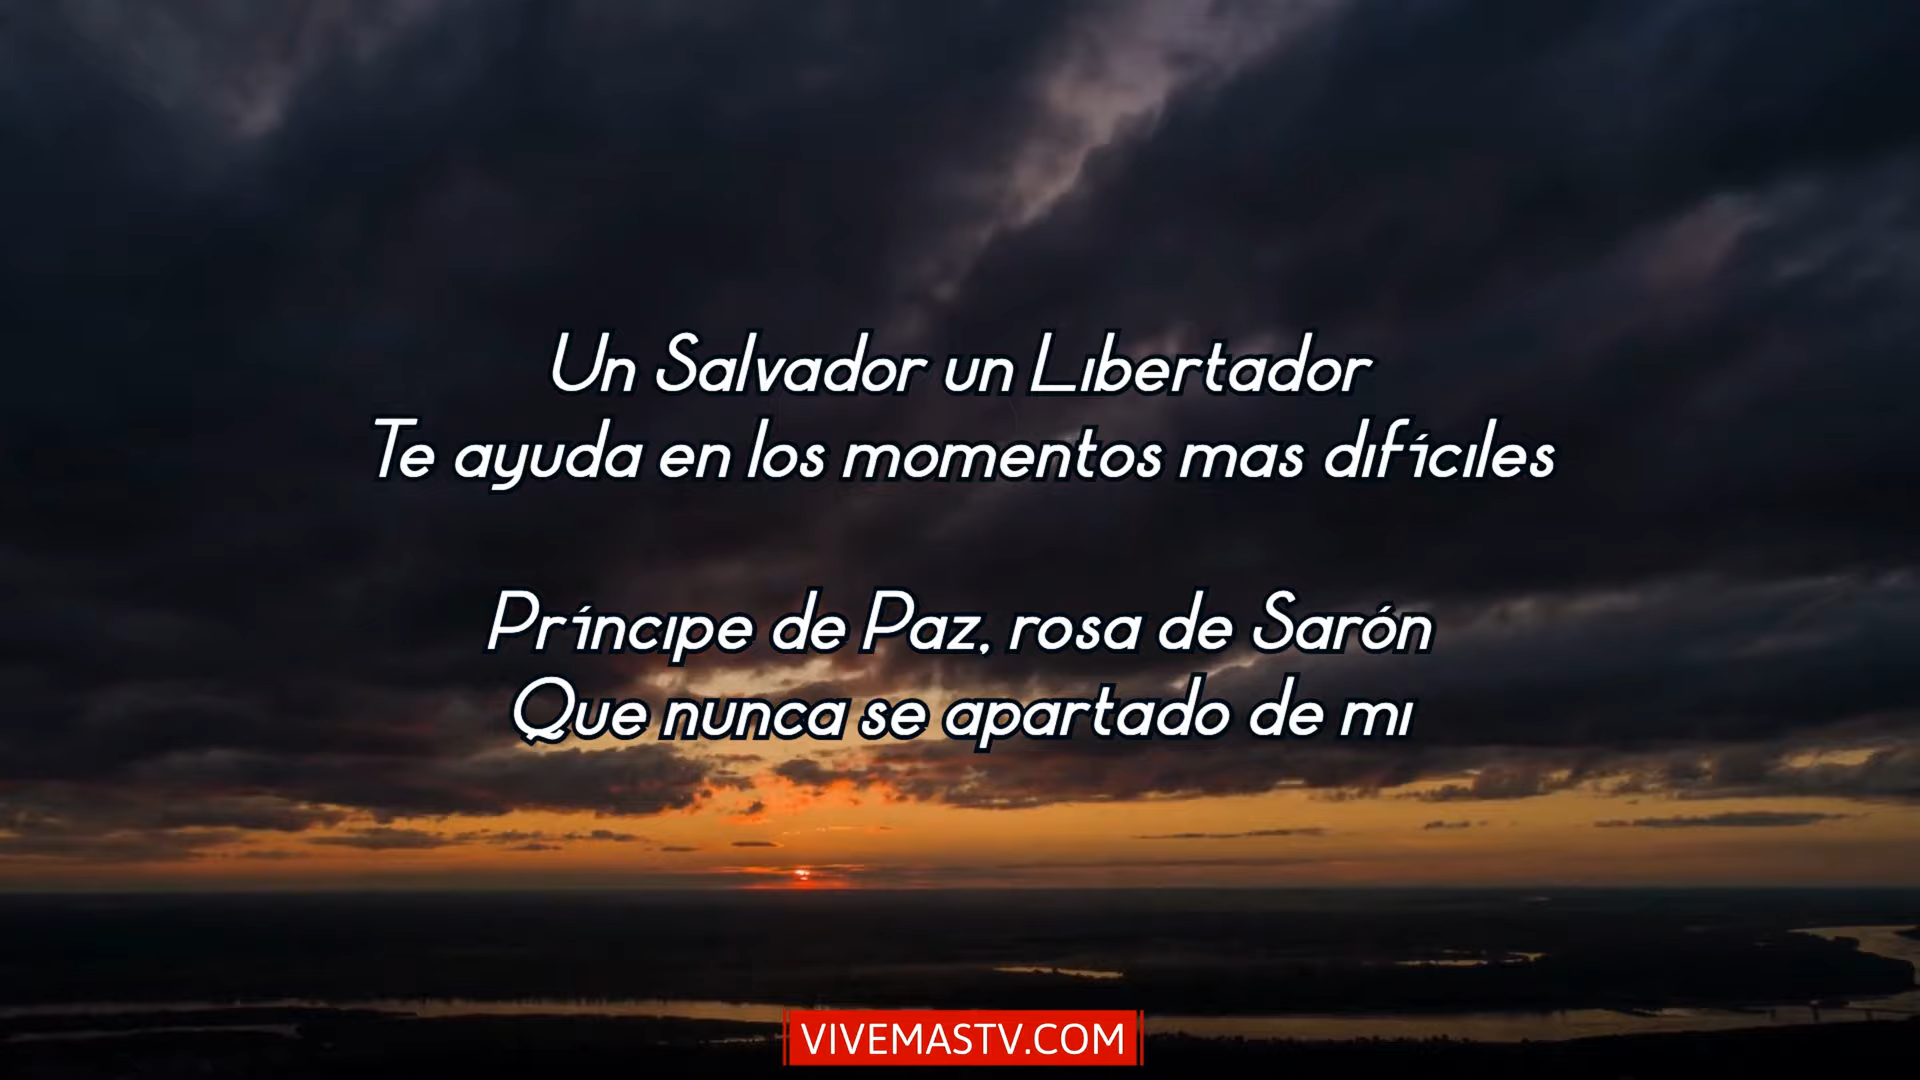 Un Salvador un Libertador
Te ayuda en los momentos mas difíciles
Príncipe de Paz, rosa de Sarón
Que nunca se apartado de mi
VIVEMASTV.COM